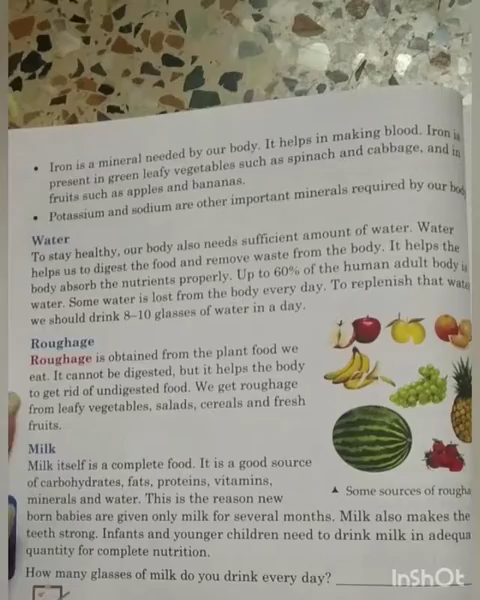 • Iron is a mineral needed by our body. It helps in making blood. Iron is
present in green leafy vegetables such as spinach and cabbage, and in
fruits such as apples and bananas.
• Potassium and sodium are other important minerals required by our body
Water
To stay healthy, our body also needs sufficient amount of water. Water
helps us to digest the food and remove waste from the body. It helps the
body absorb the nutrients properly. Up to 60% of the human adult body is
water. Some water is lost from the body every day. To replenish that wate
we should drink 8–10 glasses of water in a day.
Roughage
Roughage is obtained from the plant food we
eat. It cannot be digested, but it helps the body
to get rid of undigested food. We get roughage
from leafy vegetables, salads, cereals and fresh
fruits.
▲ Some sources of rougha
Milk
Milk itself is a complete food. It is a good source
of carbohydrates, fats, proteins, vitamins,
minerals and water. This is the reason new
born babies are given only milk for several months. Milk also makes the
teeth strong. Infants and younger children need to drink milk in adequa
quantity for complete nutrition.
How many glasses of milk do you drink every day?
InShOt